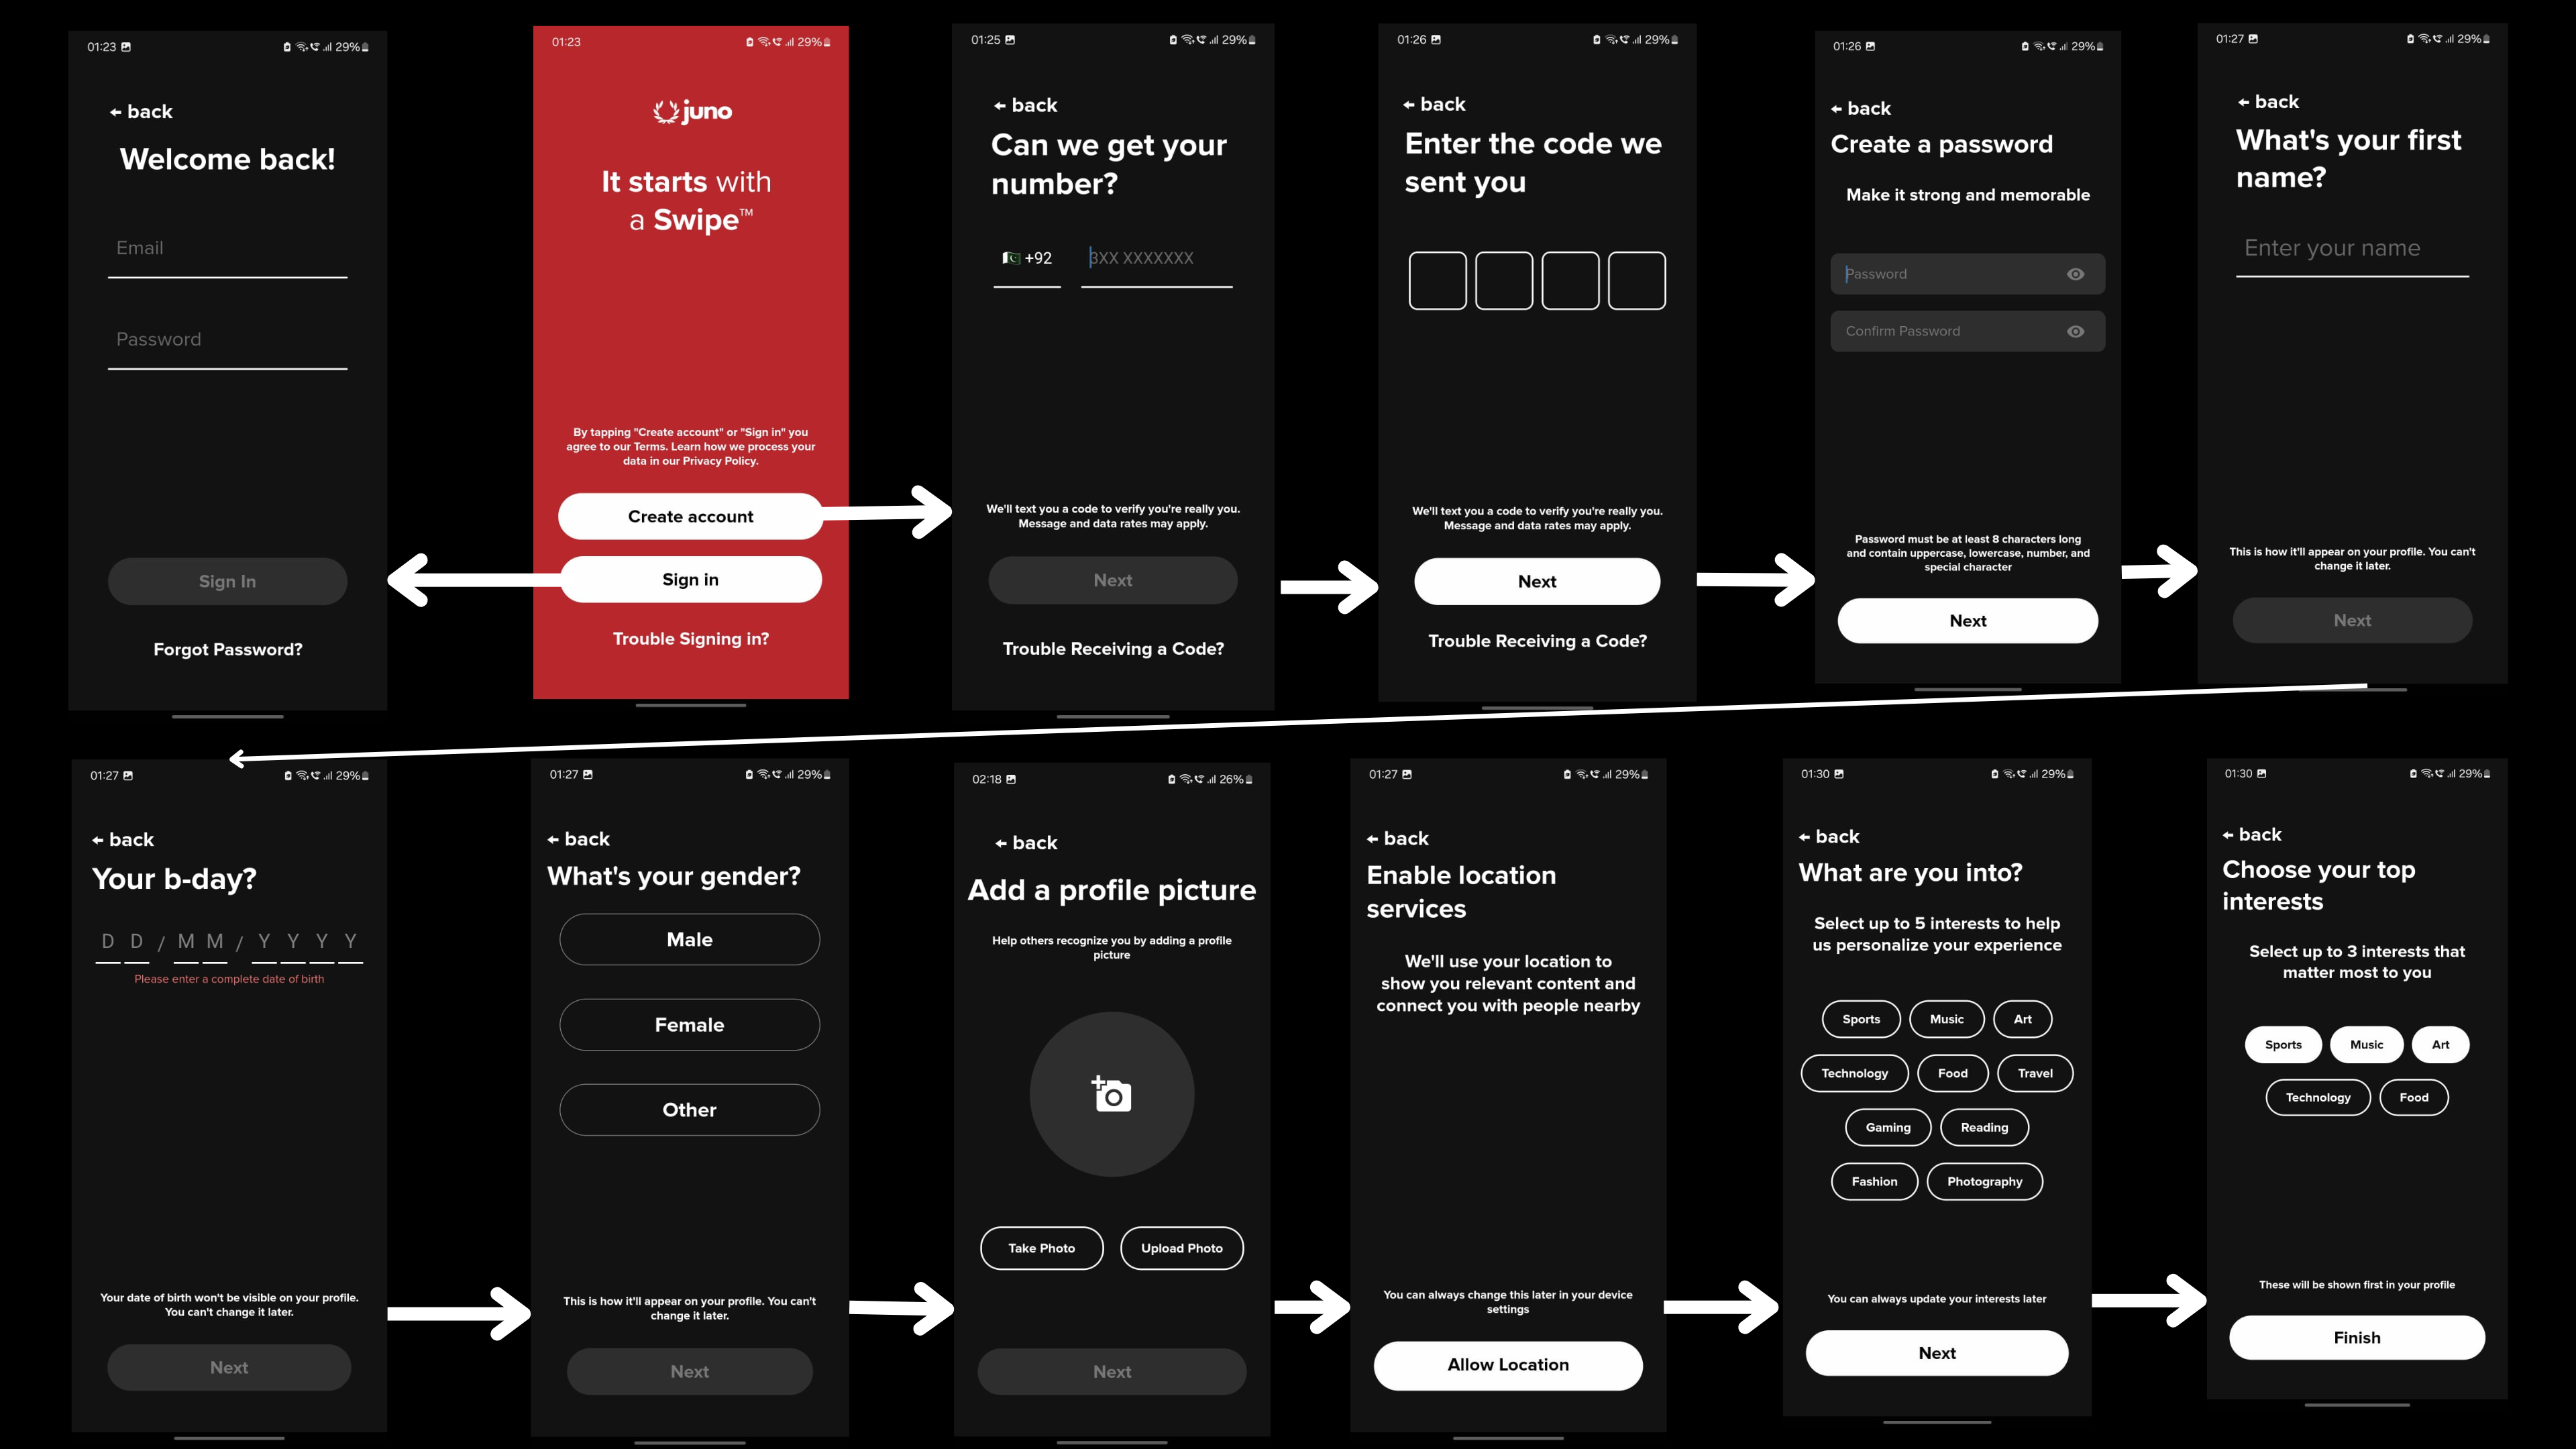 01:23
29%
back
Welcome back!
Email
Password
Sign In
Forgot Password?
01:23
29%
juno
It starts with
a Swipe™
By tapping "Create account" or "Sign in" you
agree to our Terms. Learn how we process your
data in our Privacy Policy.
Create account
Sign in
Trouble Signing in?
01:25
29%
back
Can we get your
number?
+92
3XX XXXXXXX
We'll text you a code to verify you're really you.
Message and data rates may apply.
Next
Trouble Receiving a Code?
01:26
29%
back
Enter the code we
sent you
We'll text you a code to verify you're really you.
Message and data rates may apply.
Next
Trouble Receiving a Code?
01:26
29%
back
Create a password
Make it strong and memorable
Password
Confirm Password
Password must be at least 8 characters long
and contain uppercase, lowercase, number, and
special character
Next
01:27
29%
back
What's your first
name?
Enter your name
This is how it'll appear on your profile. You can't
change it later.
Next
01:27
29%
back
Your b-day?
D D / M M / Y Y Y Y
Please enter a complete date of birth
Your date of birth won't be visible on your profile.
You can't change it later.
Next
01:27
29%
back
What's your gender?
Male
Female
Other
This is how it'll appear on your profile. You can't
change it later.
Next
02:18
26%
back
Add a profile picture
Help others recognize you by adding a profile
picture
Take Photo
Upload Photo
Next
01:27
29%
back
Enable location
services
We'll use your location to
show you relevant content and
connect you with people nearby
You can always change this later in your device
settings
Allow Location
01:30
29%
back
What are you into?
Select up to 5 interests to help
us personalize your experience
Sports Music Art
Technology Food Travel
Gaming Reading
Fashion Photography
You can always update your interests later
Next
01:30
29%
back
Choose your top
interests
Select up to 3 interests that
matter most to you
Sports Music Art
Technology Food
These will be shown first in your profile
Finish